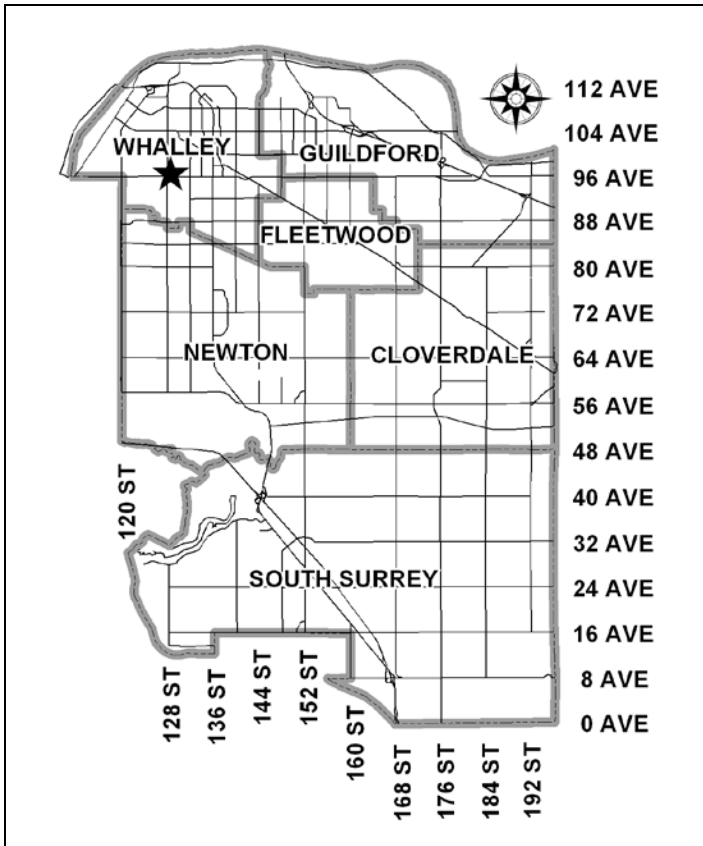 112 AVE
104 AVE
WHALLEY
GUILDFORD
96 AVE
88 AVE
FLEETWOOD
80 AVE
72 AVE
NEWTON
CLOVERDALE
64 AVE
56 AVE
48 AVE
120 ST
40 AVE
32 AVE
SOUTH SURREY
24 AVE
16 AVE
128 ST
136 ST
144 ST
152 ST
160 ST
8 AVE
0 AVE
168 ST
176 ST
184 ST
192 ST